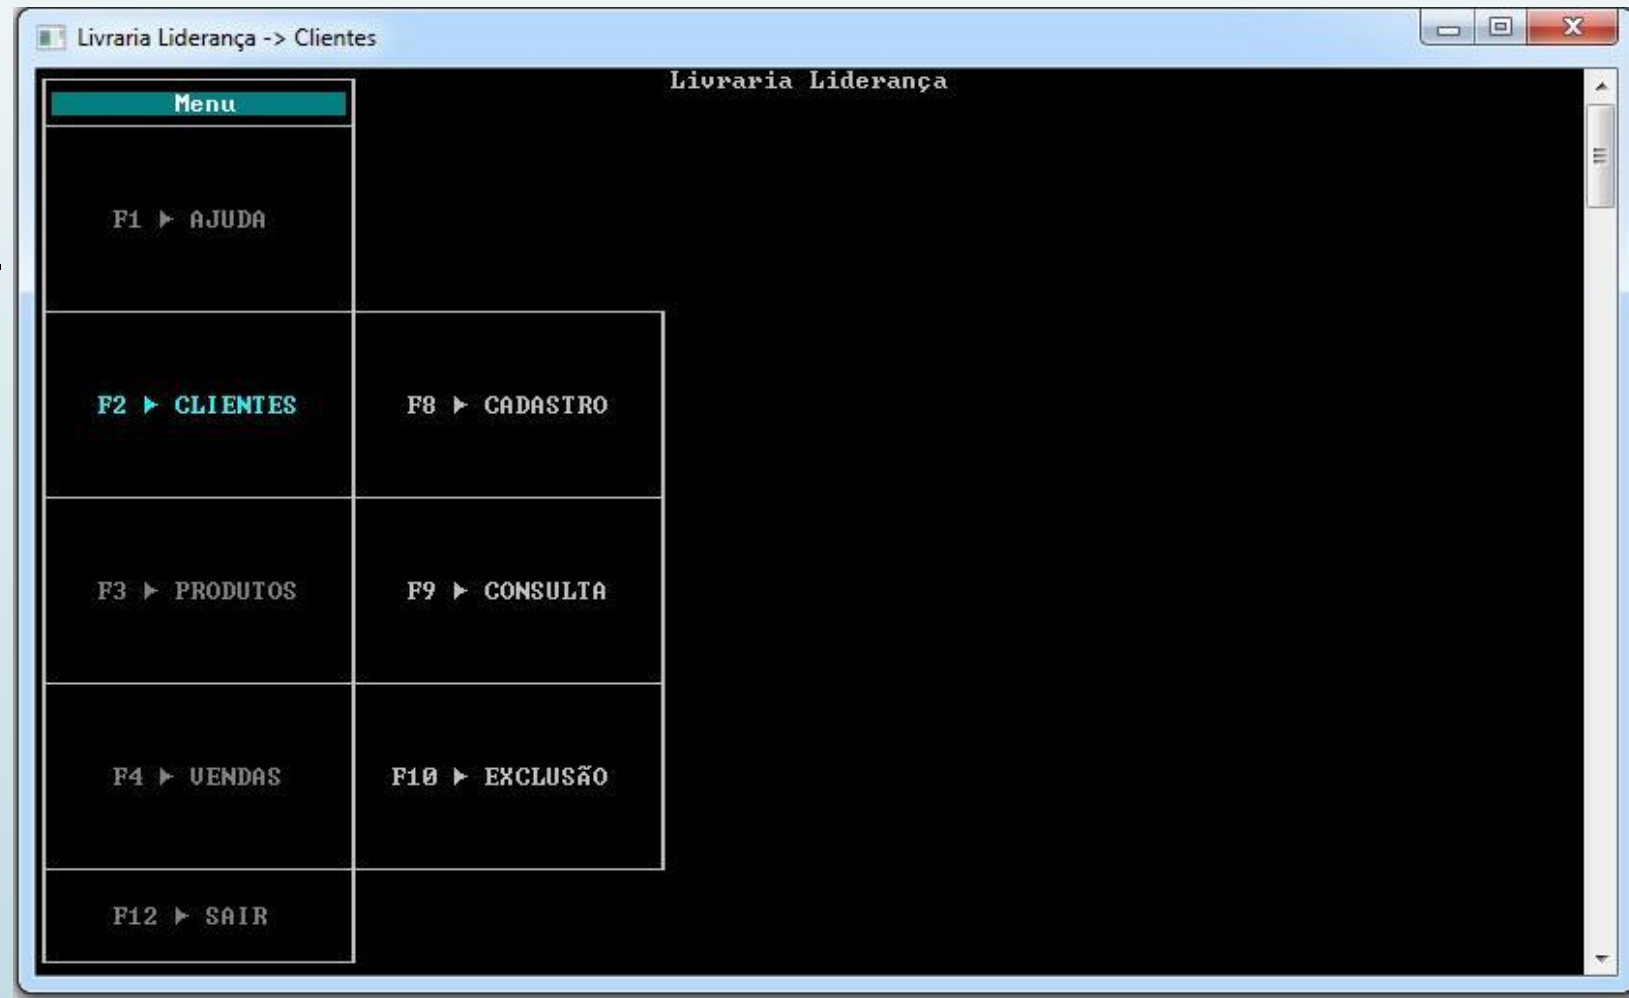 Livraria Liderança -> Clientes
Livraria Liderança
Menu
F1 ► AJUDA
F2 ► CLIENTES
F8 ► CADASTRO
F3 ► PRODUTOS
F9 ► CONSULTA
F4 ► VENDAS
F10 ► EXCLUSÃO
F12 ► SAIR